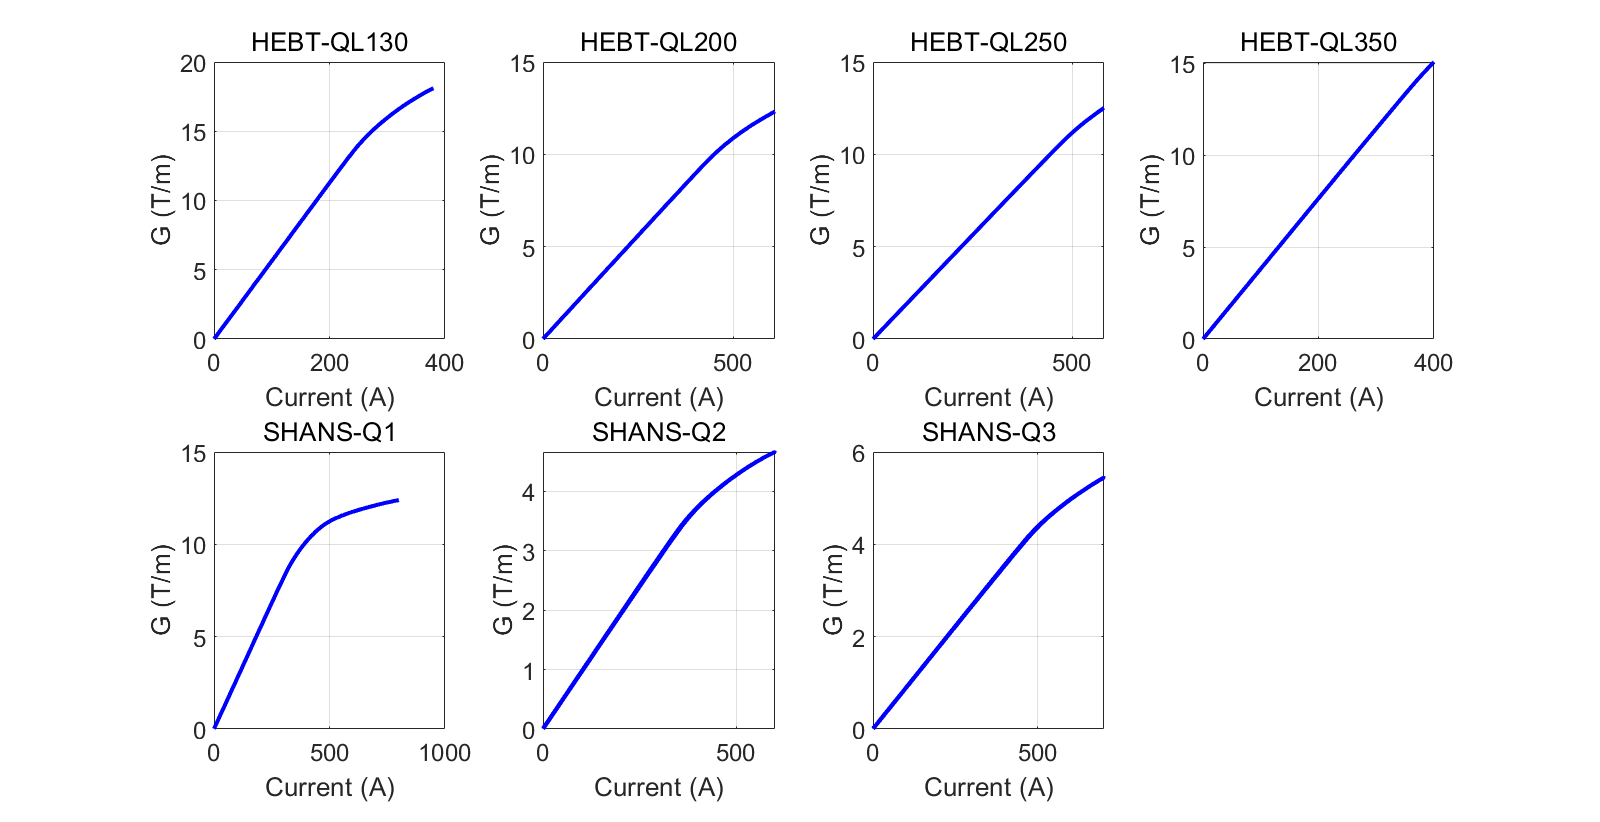 HEBT-QL130
20
15
10
5
0
G (T/m)
0 200 400
Current (A)
HEBT-QL200
15
10
5
0
G (T/m)
0 500
Current (A)
HEBT-QL250
15
10
5
0
G (T/m)
0 500
Current (A)
HEBT-QL350
15
10
5
0
G (T/m)
0 200 400
Current (A)
SHANS-Q1
15
10
5
0
G (T/m)
0 500 1000
Current (A)
SHANS-Q2
4
3
2
1
0
G (T/m)
0 500
Current (A)
SHANS-Q3
6
4
2
0
G (T/m)
0 500
Current (A)